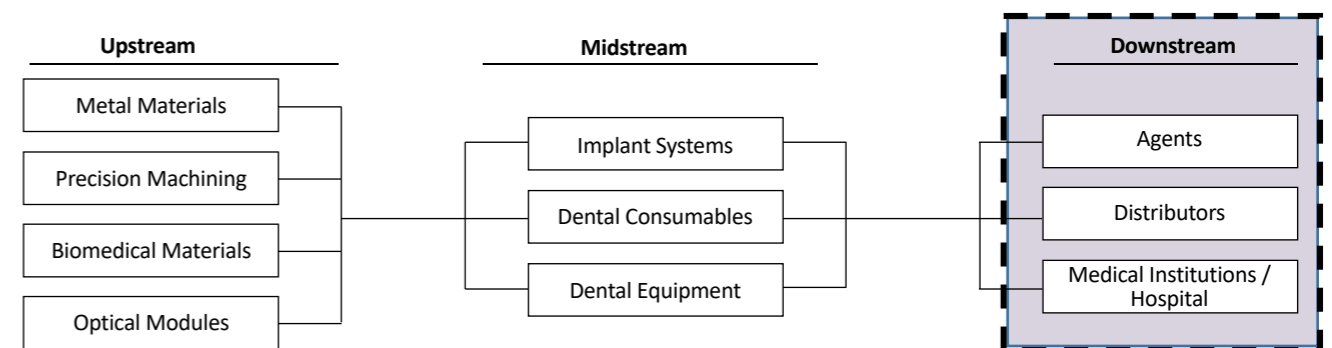 Upstream
Metal Materials
Precision Machining
Biomedical Materials
Optical Modules
Midstream
Implant Systems
Dental Consumables
Dental Equipment
Downstream
Agents
Distributors
Medical Institutions /
Hospital